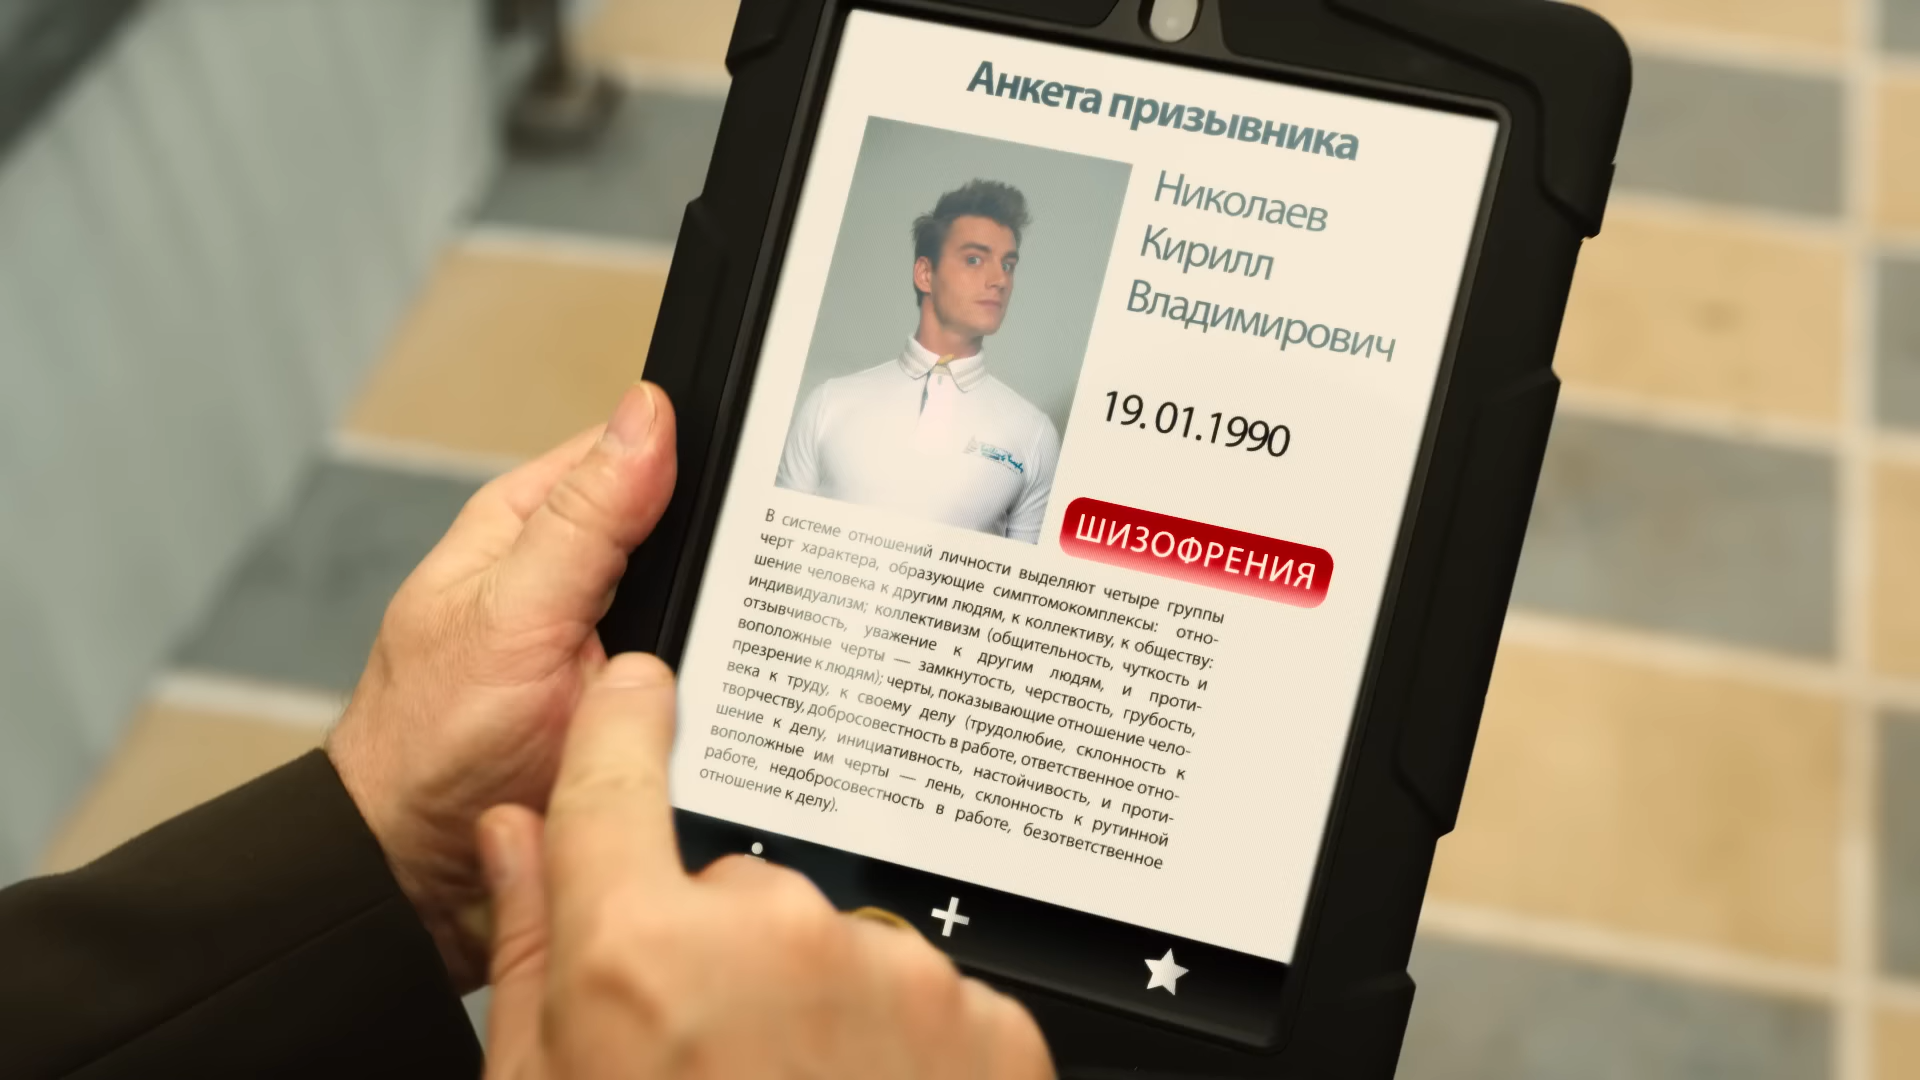 Анкета призывника
Николаев
Кирилл
Владимирович
19.01.1990
ШИЗОФРЕНИЯ
В системе отношений личности выделяют четыре группы
черт характера, образующие симптомокомплексы: отно-
шение человека к другим людям, к коллективу, к обществу:
индивидуализм; коллективизм (общительность, чуткость и
отзывчивость, уважение к другим людям, и проти-
воположные черты — замкнутость, черствость, грубость,
презрение к людям); черты, показывающие отношение чело-
века к труду, к своему делу (трудолюбие, склонность к
творчеству, добросовестность в работе, ответственное отно-
шение к делу, инициативность, настойчивость, и проти-
воположные им черты — лень, склонность к рутинной
работе, недобросовестность в работе, безответственное
отношение к делу).